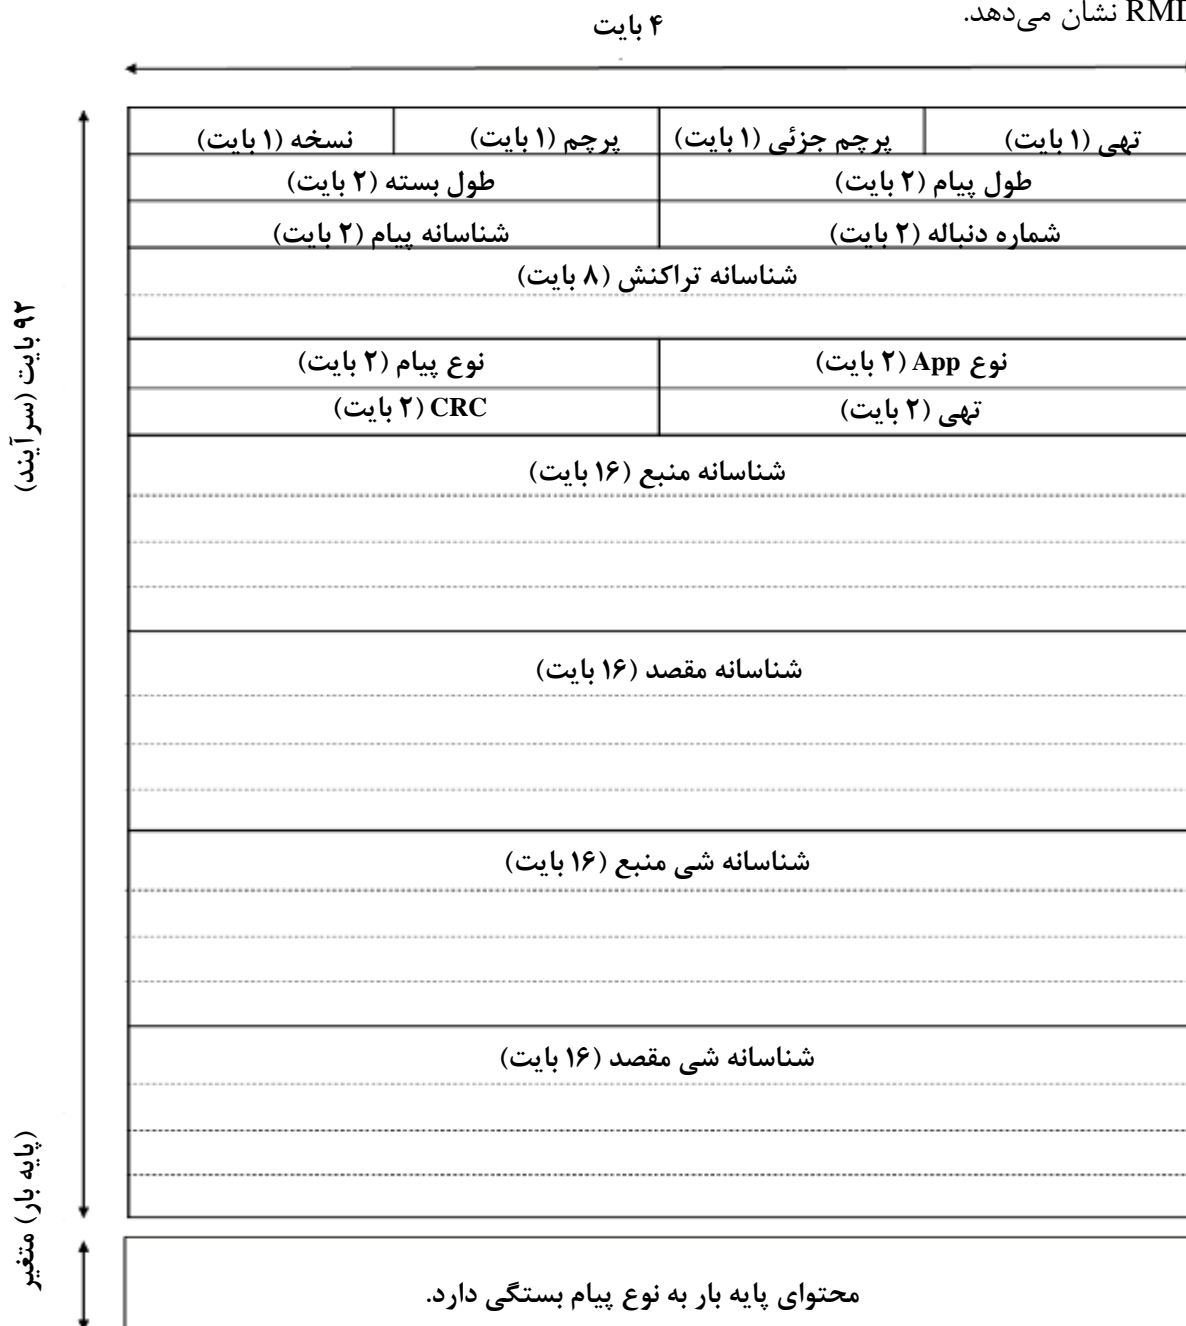 RMD نشان می‌دهد.
۴ بایت
نسخه (۱ بایت)
پرچم (۱ بایت)
پرچم جزئی (۱ بایت)
تهی (۱ بایت)
طول بسته (۲ بایت)
طول پیام (۲ بایت)
شناسانه پیام (۲ بایت)
شماره دنباله (۲ بایت)
شناسانه تراکنش (۸ بایت)
نوع پیام (۲ بایت)
نوع App (۲ بایت)
CRC (۲ بایت)
تهی (۲ بایت)
شناسانه منبع (۱۶ بایت)
شناسانه مقصد (۱۶ بایت)
شناسانه شی منبع (۱۶ بایت)
شناسانه شی مقصد (۱۶ بایت)
۹۲ بایت (سرآیند)
(پایه بار) متغیر
محتوای پایه بار به نوع پیام بستگی دارد.